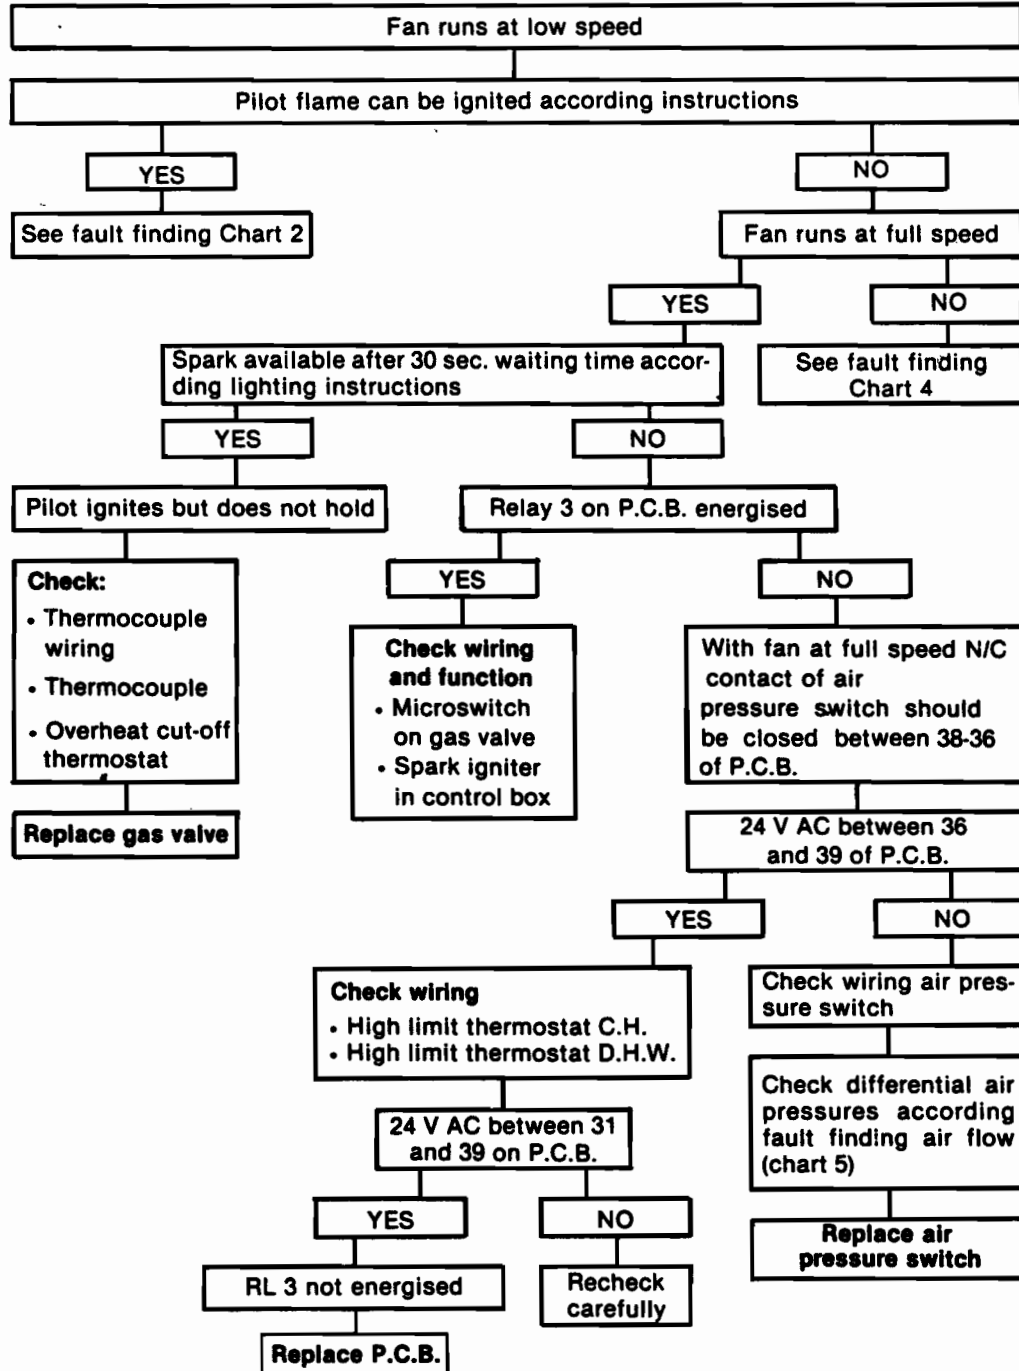 Fan runs at low speed
Pilot flame can be ignited according instructions
YES
NO
See fault finding Chart 2
Fan runs at full speed
YES
NO
Spark available after 30 sec. waiting time accor-
ding lighting instructions
See fault finding
Chart 4
YES
NO
Pilot ignites but does not hold
Relay 3 on P.C.B. energised
Check:
• Thermocouple
wiring
• Thermocouple
• Overheat cut-off
thermostat
YES
NO
Check wiring
and function
• Microswitch
on gas valve
• Spark igniter
in control box
With fan at full speed N/C
contact of air
pressure switch should
be closed between 38-36
of P.C.B.
Replace gas valve
24 V AC between 36
and 39 of P.C.B.
YES
NO
Check wiring
• High limit thermostat C.H.
• High limit thermostat D.H.W.
Check wiring air pres-
sure switch
Check differential air
pressures according
fault finding air flow
(chart 5)
24 V AC between 31
and 39 on P.C.B.
YES
NO
Replace air
pressure switch
RL 3 not energised
Recheck
carefully
Replace P.C.B.